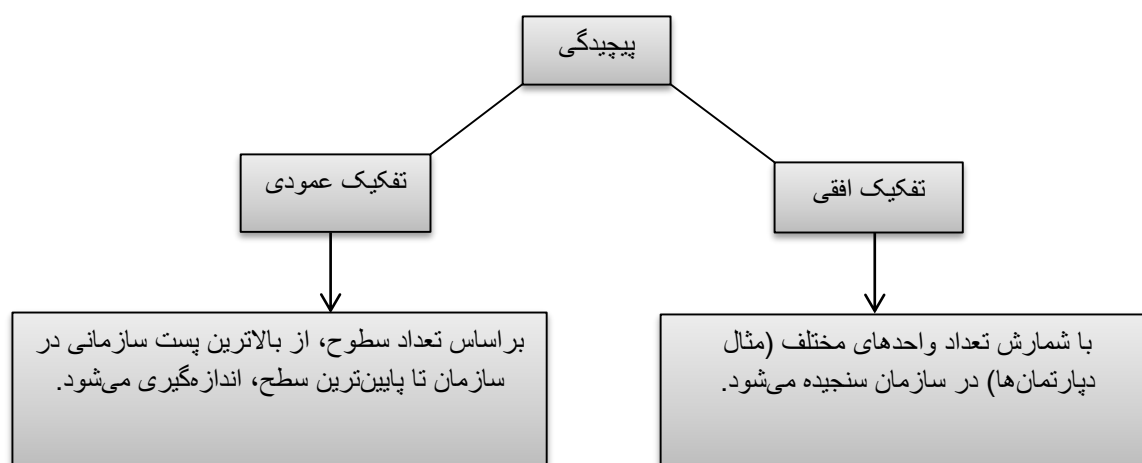 پیچیدگی
تفکیک افقی
تفکیک عمودی
با شمارش تعداد واحدهای مختلف (مثال
دپارتمان‌ها) در سازمان سنجیده می‌شود.
براساس تعداد سطوح، از بالاترین پست سازمانی در
سازمان تا پایین‌ترین سطح، اندازه‌گیری می‌شود.